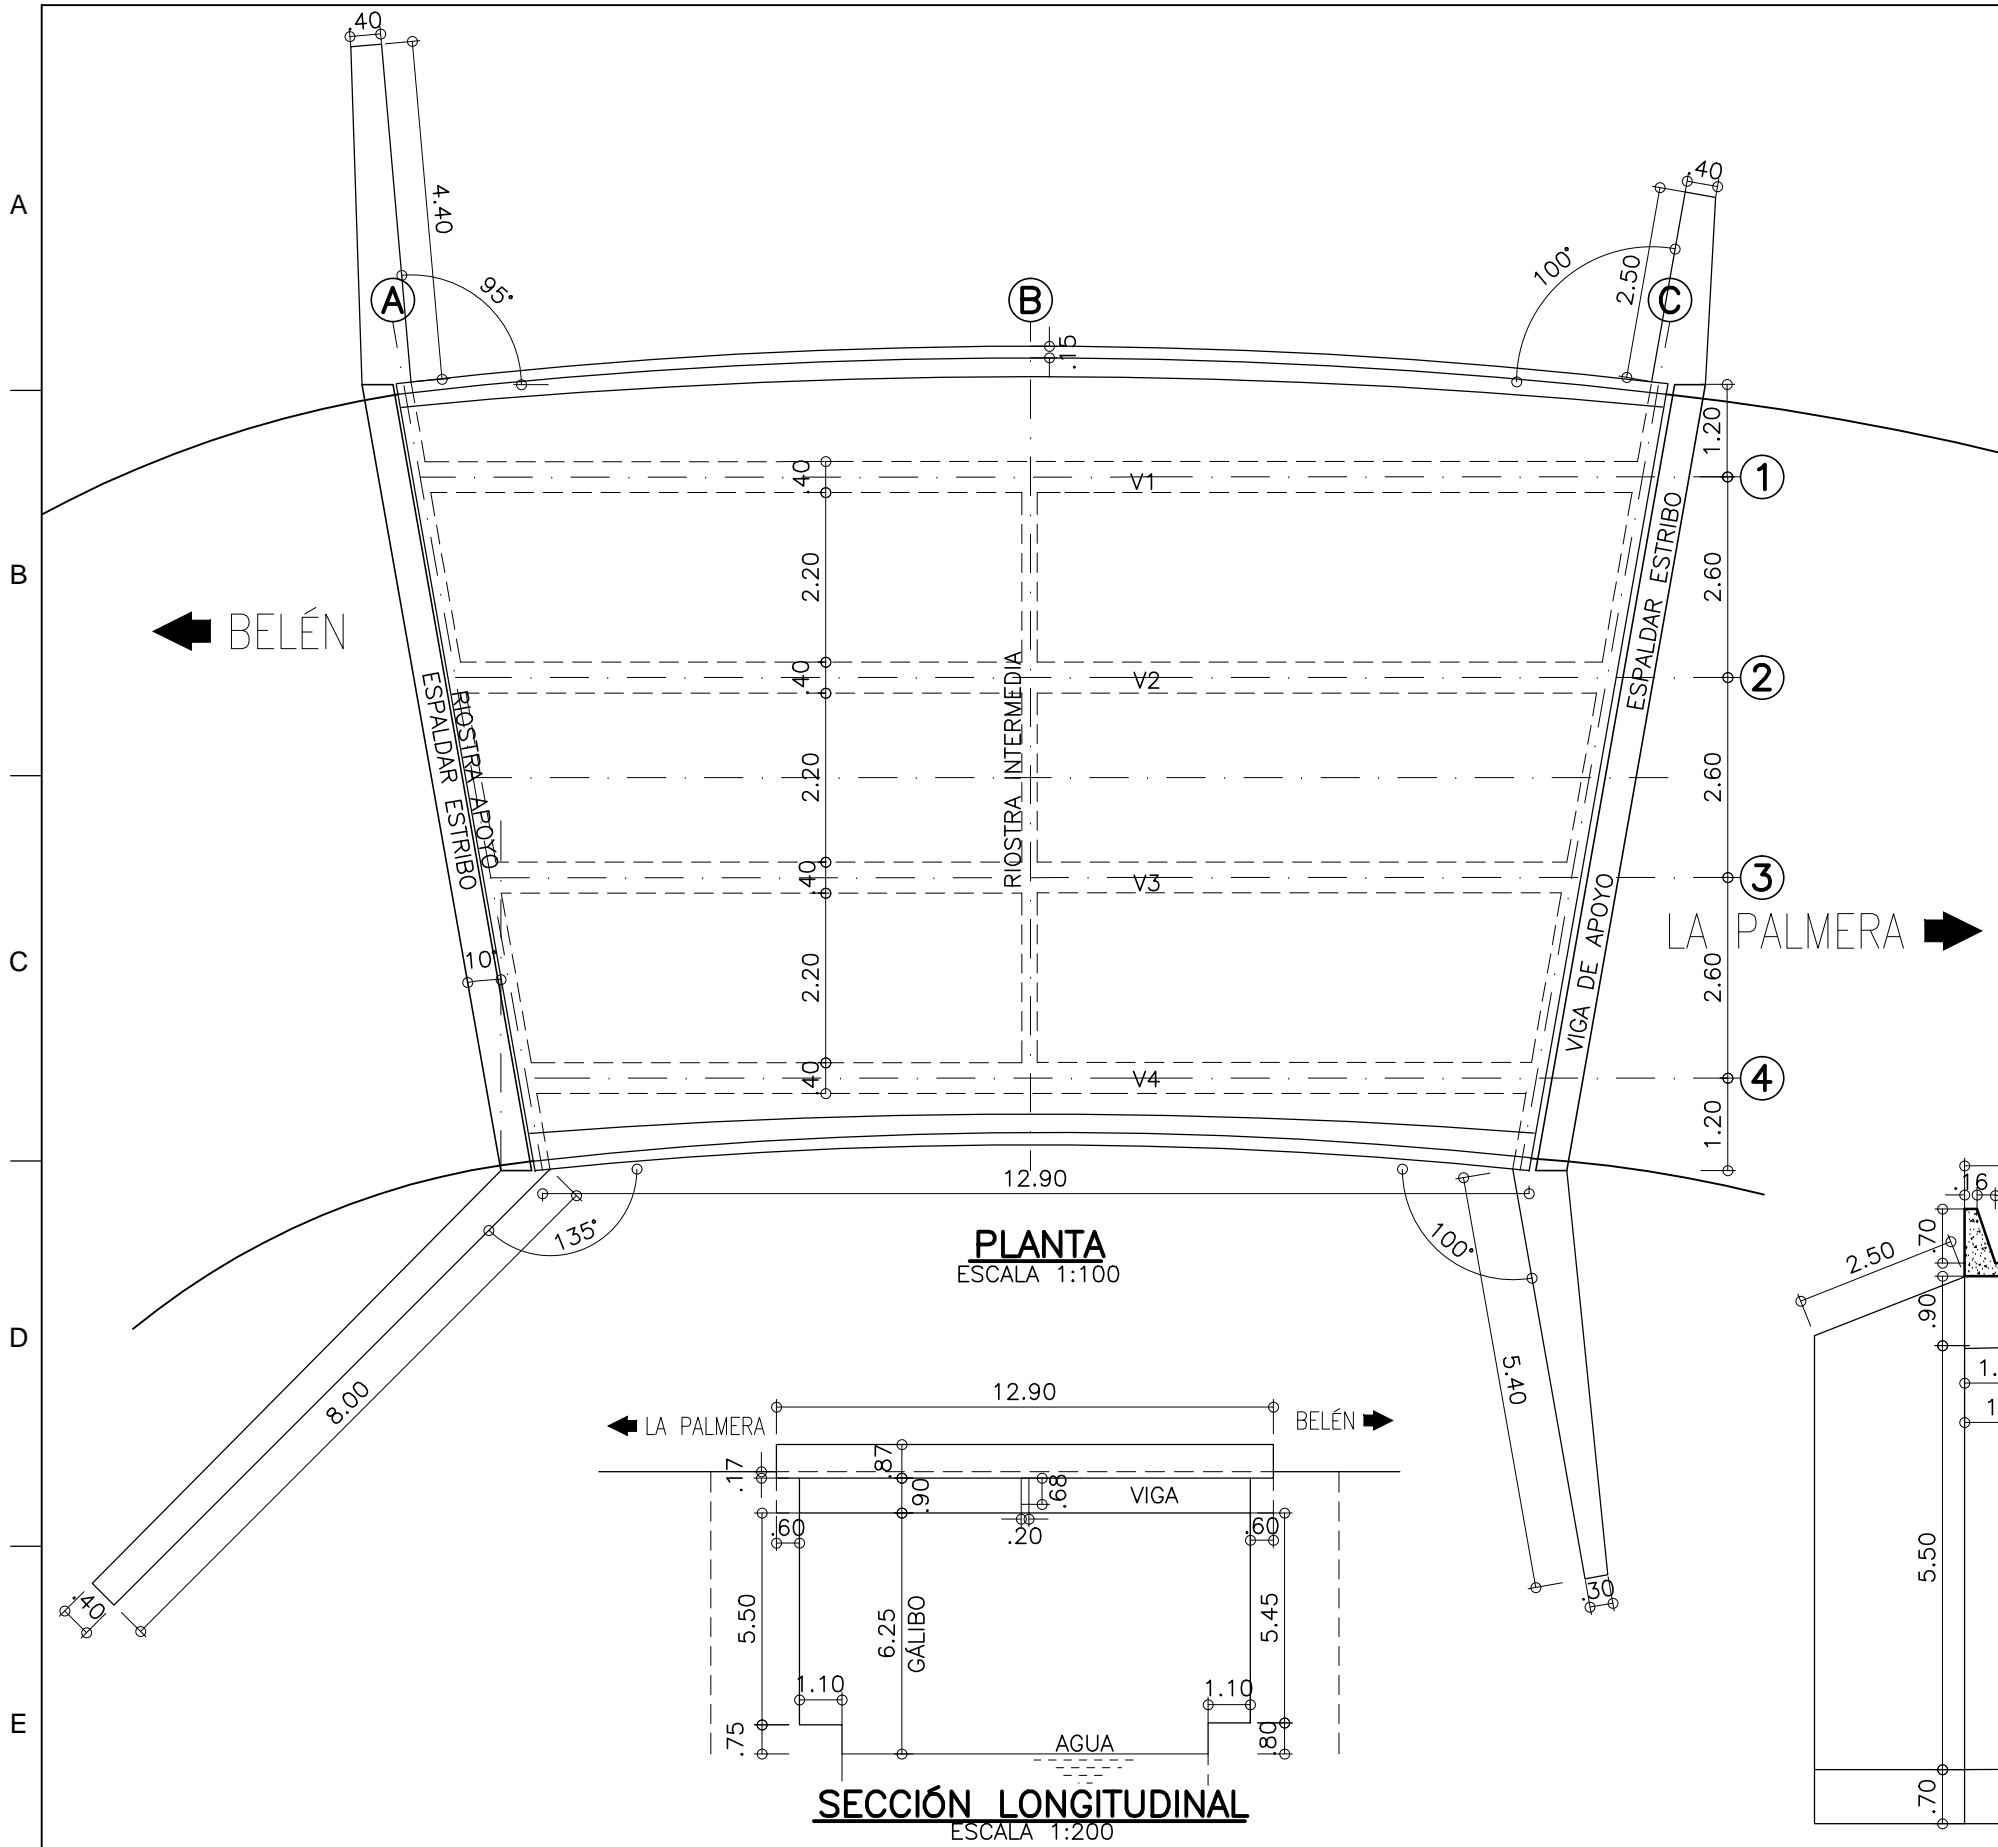 .40
4.40
95°
A
B
C
100°
2.50
.40
.15
A
B
C
D
E
1.20
2.60
2.60
2.60
1.20
1
2
3
4
.40
2.20
.40
2.20
.40
2.20
.40
V1
V2
V3
V4
BELÉN
LA PALMERA
ESPALDAR ESTRIBO
RIOSTRA APOYO
RIOSTRA INTERMEDIA
ESPALDAR ESTRIBO
VIGA DE APOYO
10°
12.90
135°
100°
8.00
.40
5.40
.30
PLANTA
ESCALA 1:100
12.90
LA PALMERA
BELÉN
.17
.87
.90
.68
VIGA
.60
.20
.60
5.50
6.25
GÁLIBO
5.45
1.10
1.10
.75
AGUA
.80
SECCIÓN LONGITUDINAL
ESCALA 1:200
.16
.70
2.50
.90
1.
1
5.50
.70